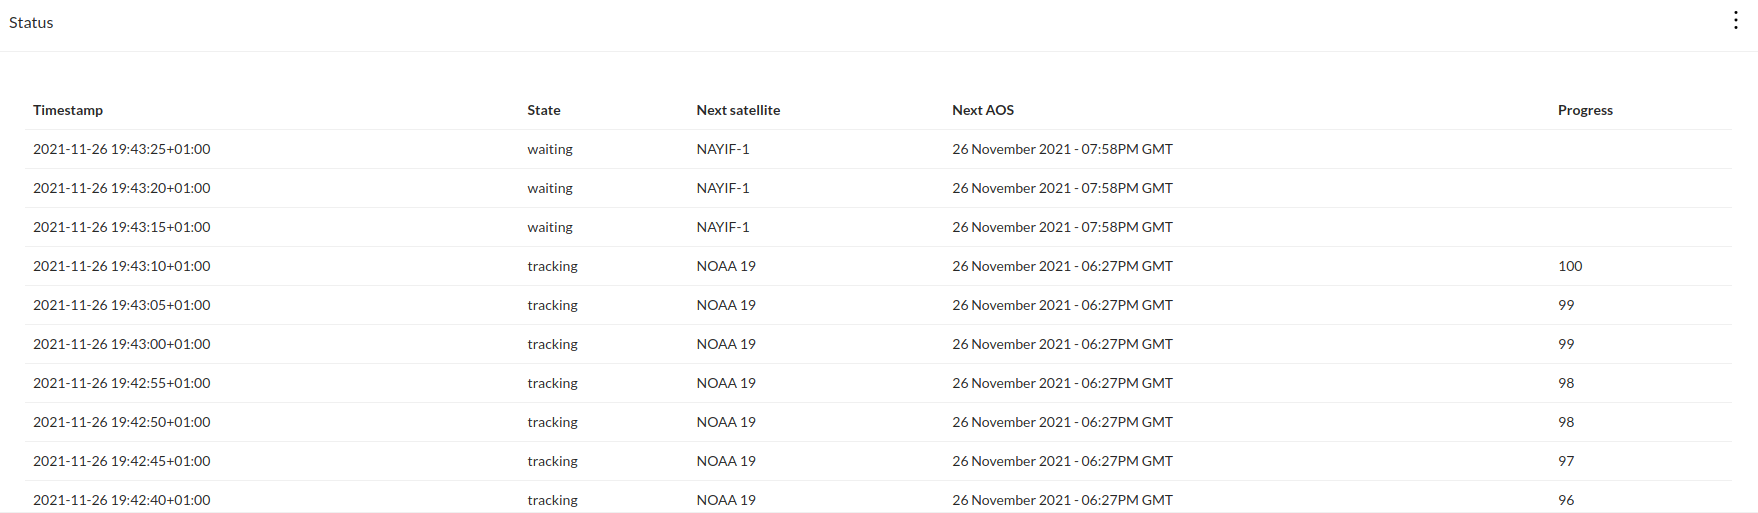 Status
Timestamp State Next satellite Next AOS Progress
2021-11-26 19:43:25+01:00 waiting NAYIF-1 26 November 2021 - 07:58PM GMT
2021-11-26 19:43:20+01:00 waiting NAYIF-1 26 November 2021 - 07:58PM GMT
2021-11-26 19:43:15+01:00 waiting NAYIF-1 26 November 2021 - 07:58PM GMT
2021-11-26 19:43:10+01:00 tracking NOAA 19 26 November 2021 - 06:27PM GMT 100
2021-11-26 19:43:05+01:00 tracking NOAA 19 26 November 2021 - 06:27PM GMT 99
2021-11-26 19:43:00+01:00 tracking NOAA 19 26 November 2021 - 06:27PM GMT 99
2021-11-26 19:42:55+01:00 tracking NOAA 19 26 November 2021 - 06:27PM GMT 98
2021-11-26 19:42:50+01:00 tracking NOAA 19 26 November 2021 - 06:27PM GMT 98
2021-11-26 19:42:45+01:00 tracking NOAA 19 26 November 2021 - 06:27PM GMT 97
2021-11-26 19:42:40+01:00 tracking NOAA 19 26 November 2021 - 06:27PM GMT 96